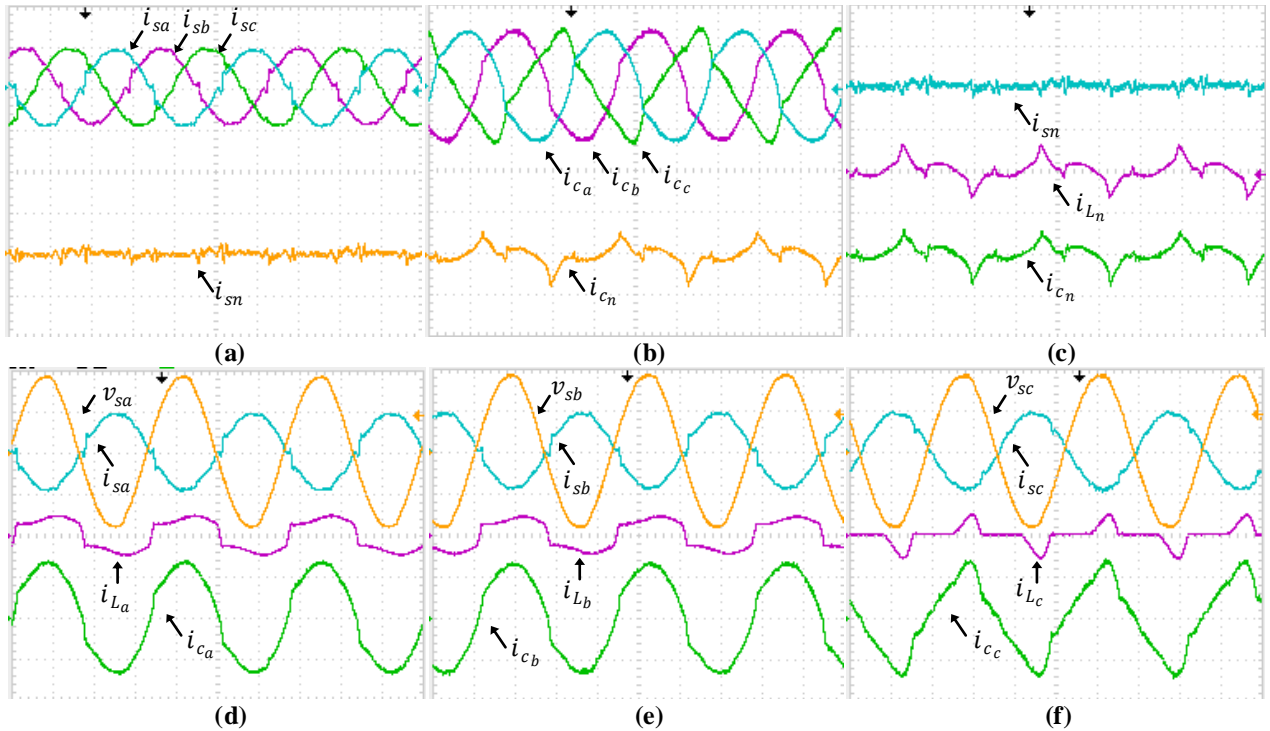 i_sa i_sb i_sc
i_sn
(a)
i_ca i_cb i_cc
i_cn
(b)
i_sn
i_Ln
i_cn
(c)
v_sa
i_sa
i_La
i_ca
(d)
v_sb
i_sb
i_Lb
i_cb
(e)
v_sc
i_sc
i_Lc
i_cc
(f)